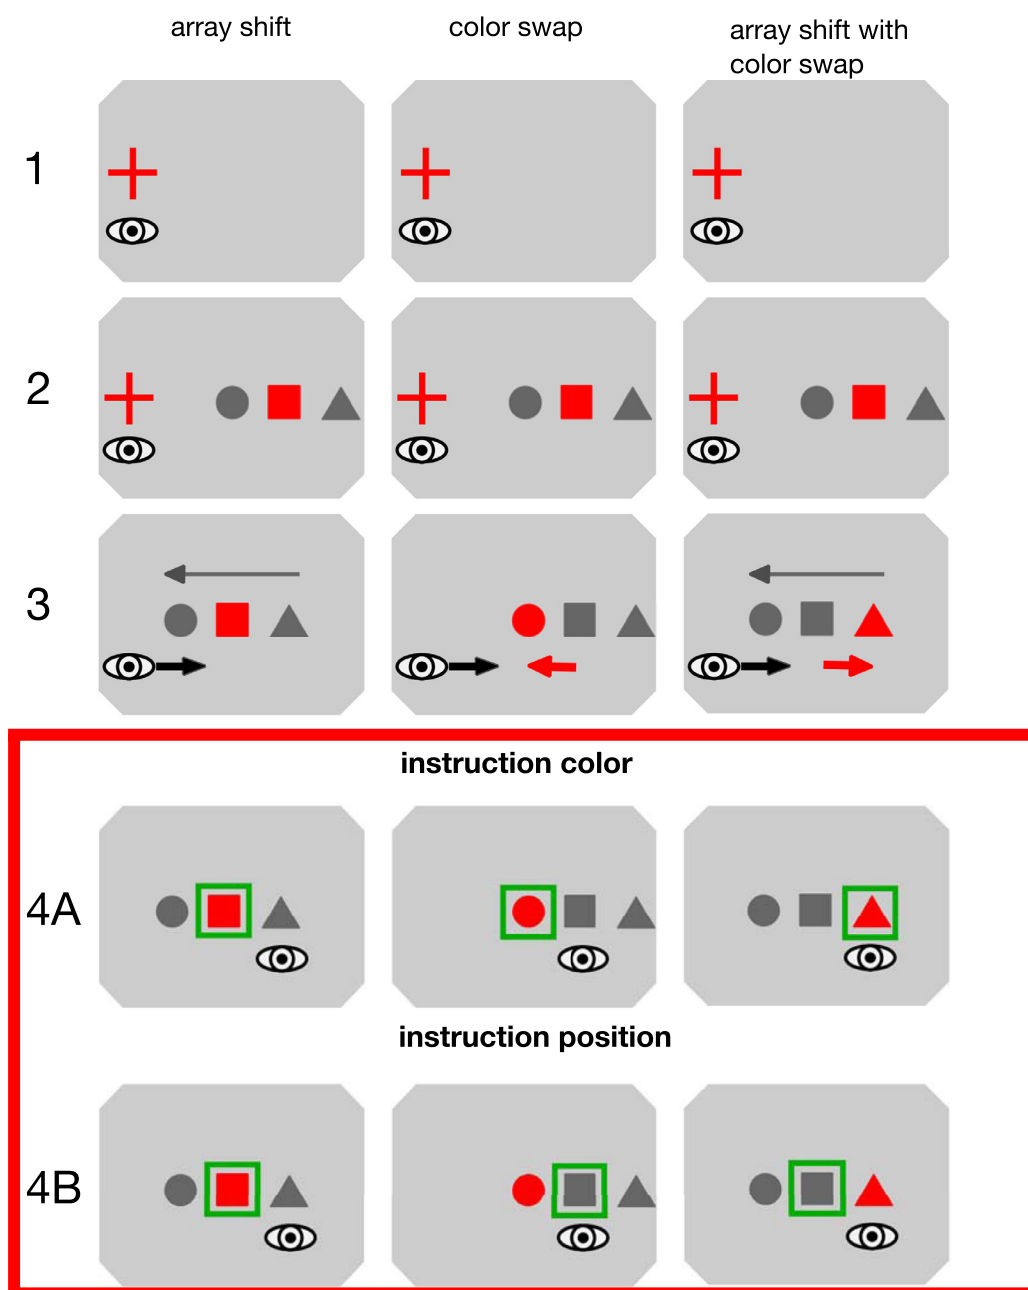 array shift
color swap
array shift with
color swap
1
2
3
instruction color
4A
instruction position
4B